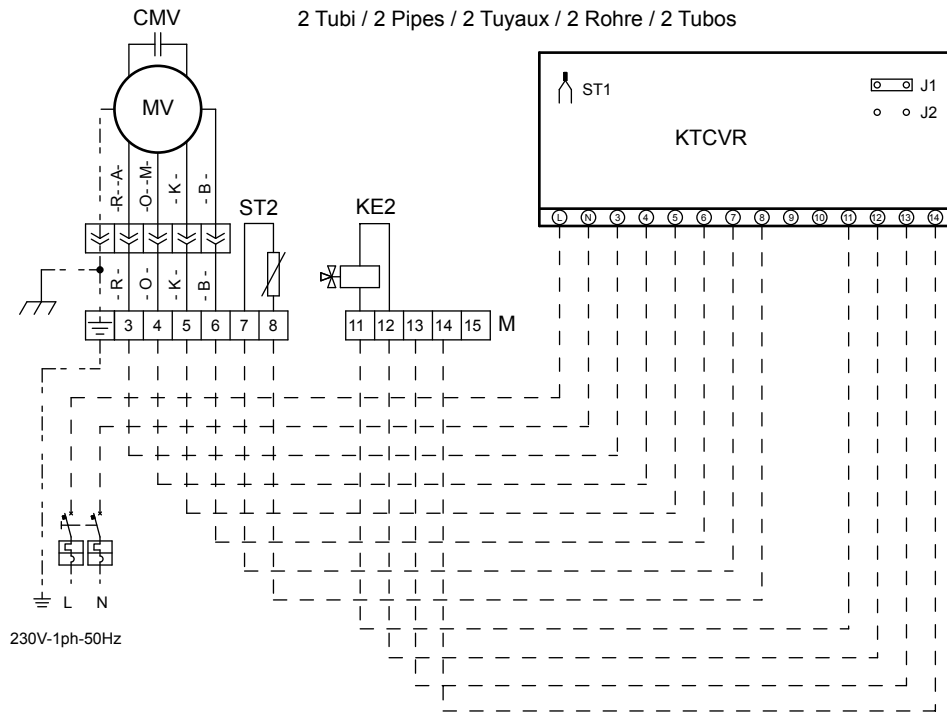 2 Tubi / 2 Pipes / 2 Tuyaux / 2 Rohre / 2 Tubos
CMV
MV
ST1
J1
J2
KTCVR
-R--A-
-O--M-
-K-
-B-
ST2
KE2
L N 3 4 5 6 7 8 9 10 11 12 13 14
-R-
-O-
-K-
-B-
3 4 5 6 7 8
11 12 13 14 15 M
L N
230V-1ph-50Hz